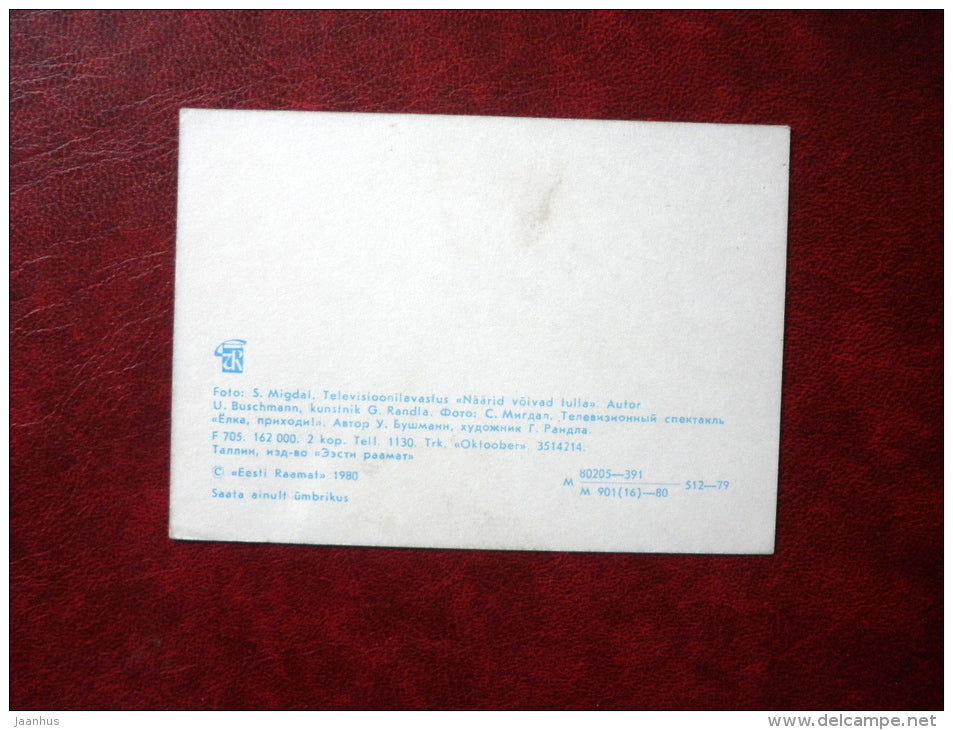 Foto: S. Migdal. Televisioonilavastus «Näärid võivad tulla». Autor
U. Buschmann, kunstnik G. Randla. Фото: С. Мигдал. Телевизионный спектакль
«Ёлка, приходи!». Автор У. Бушманн, художник Г. Рандла.
F 705. 162 000. 2 kop. Tell. 1130. Trk. «Oktoober» 3514214.
Таллин, изд-во «Ээсти раамат»
© «Eesti Raamat» 1980
Saata ainult ümbrikus
М 80205—391
М 901(16)—80 512—79
Jaanhus
delcampe.net